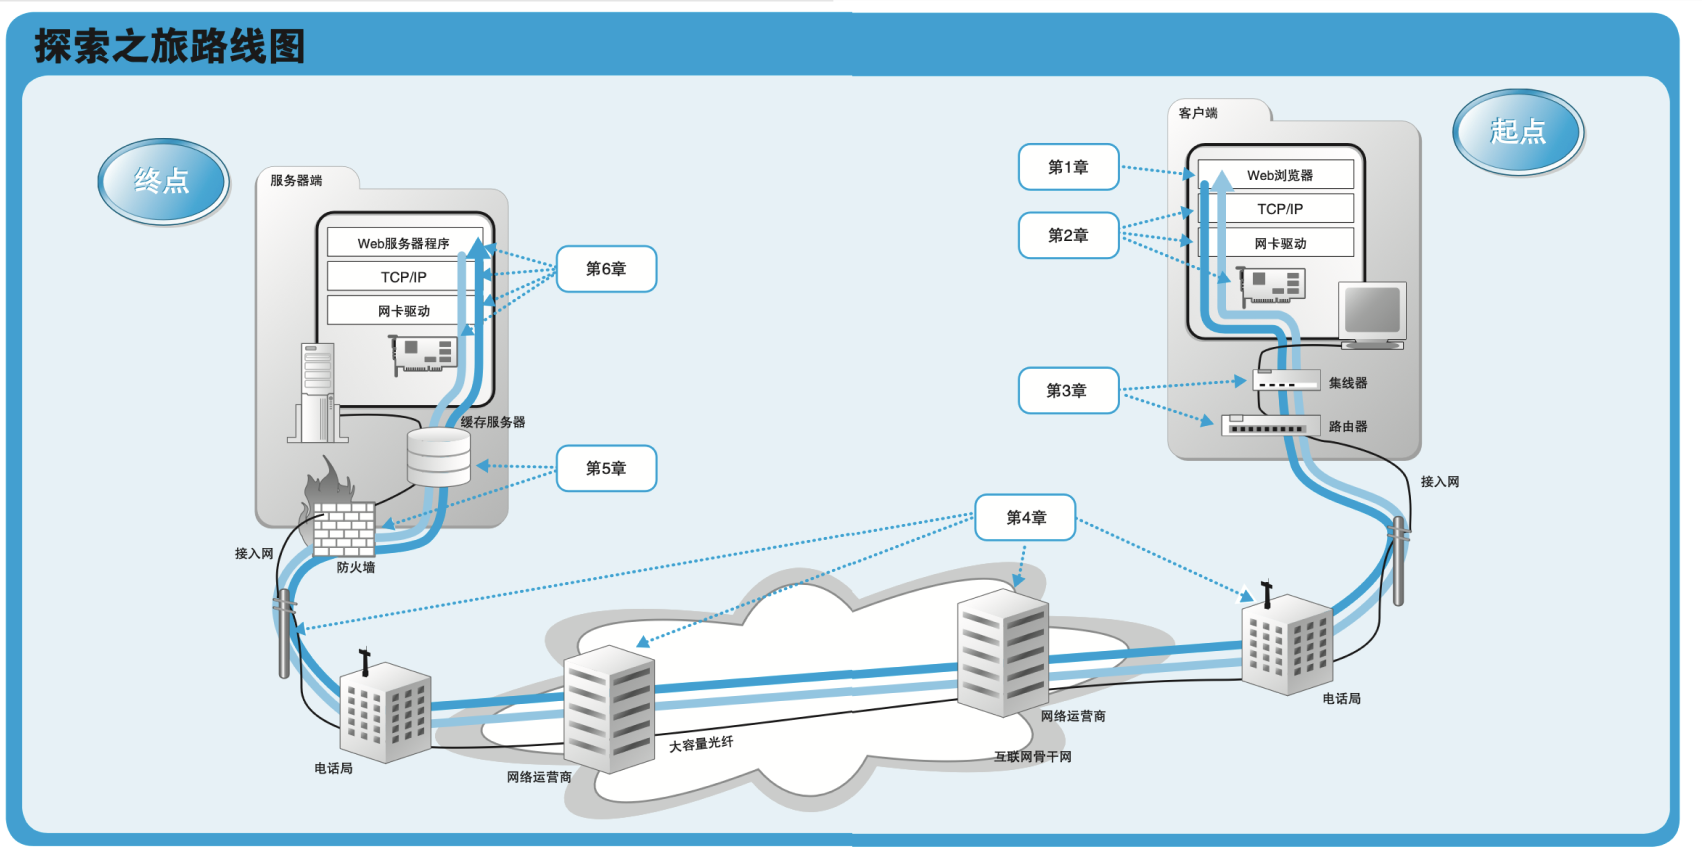 探索之旅路线图
终点
服务器端
Web服务器程序
TCP/IP
网卡驱动
第6章
缓存服务器
第5章
接入网
防火墙
电话局
网络运营商
大容量光纤
第4章
互联网骨干网
网络运营商
电话局
接入网
起点
客户端
Web浏览器
TCP/IP
网卡驱动
第1章
第2章
第3章
集线器
路由器